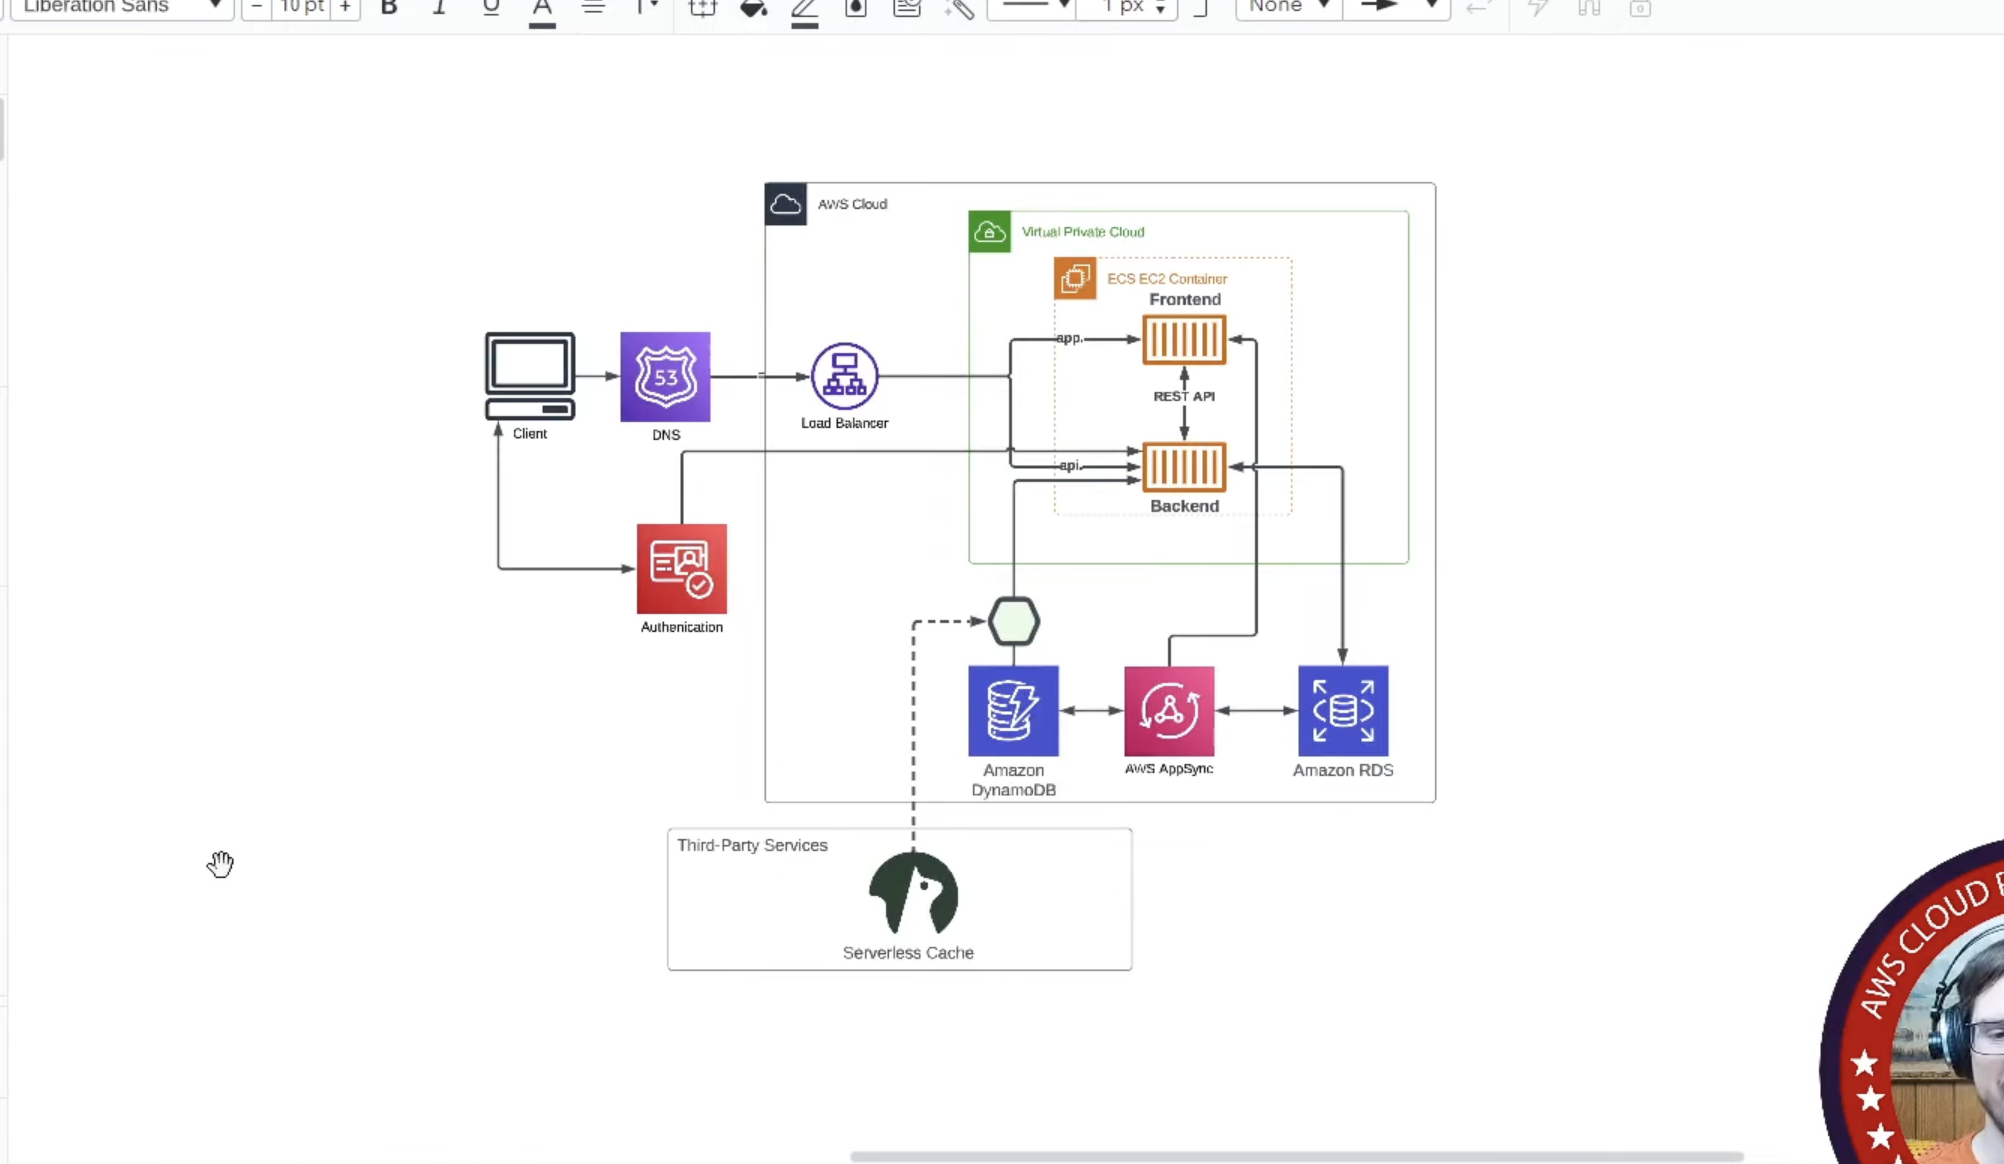 Liberation Sans
10 pt
1 px
None
AWS Cloud
Virtual Private Cloud
ECS EC2 Container
Frontend
app.
53
REST API
Client
DNS
Load Balancer
api.
Backend
Authenication
Amazon
DynamoDB
AWS AppSync
Amazon RDS
Third-Party Services
Serverless Cache
AWS CLOUD